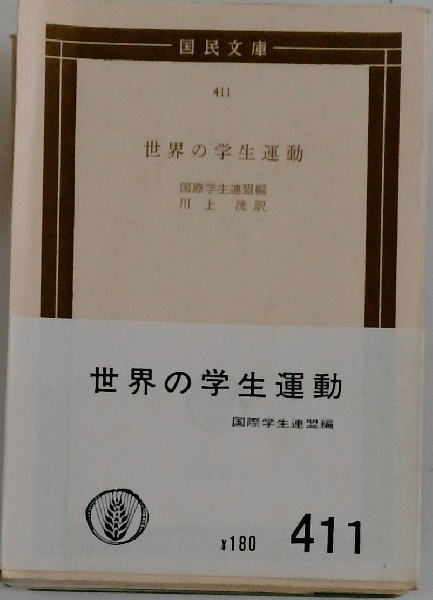 国民文庫
411
世界の学生運動
国際学生連盟編
川上 洸訳
世界の学生運動
国際学生連盟編
¥180
411